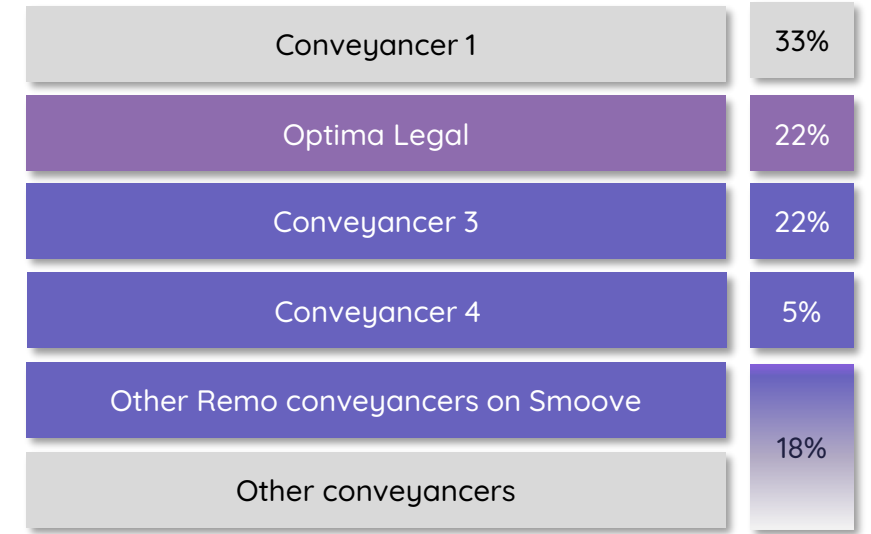 Conveyancer 1 33%
Optima Legal 22%
Conveyancer 3 22%
Conveyancer 4 5%
Other Remo conveyancers on Smoove
18%
Other conveyancers